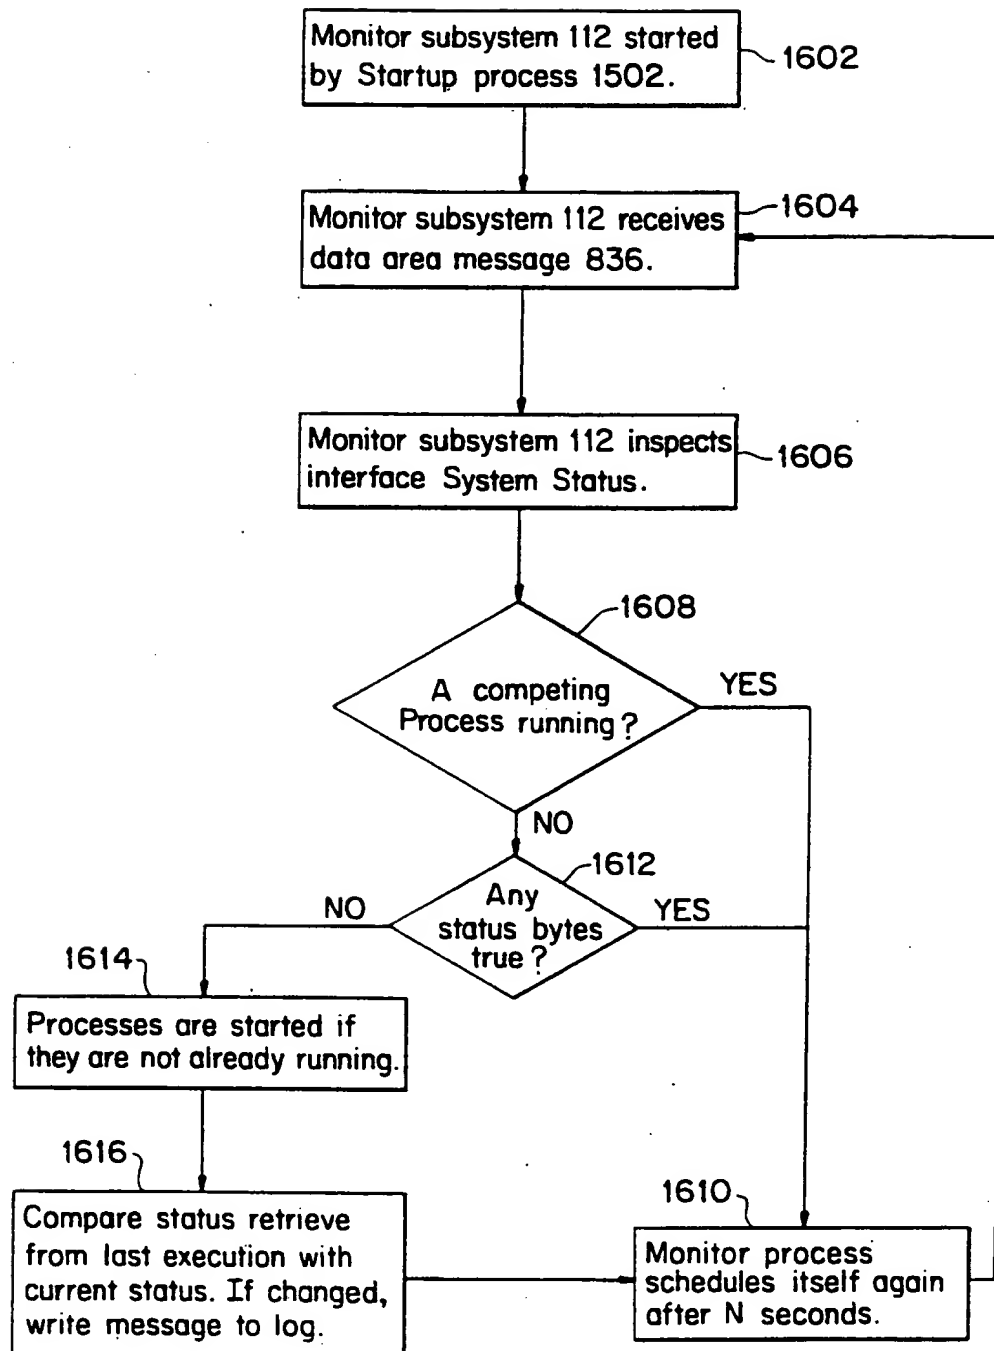 Monitor subsystem 112 started
by Startup process 1502.
1602
Monitor subsystem 112 receives
data area message 836.
1604
Monitor subsystem 112 inspects
interface System Status.
1606
1608
A competing
Process running?
YES
NO
1612
Any
status bytes
true?
NO
YES
1614
Processes are started if
they are not already running.
1616
Compare status retrieve
from last execution with
current status. If changed,
write message to log.
1610
Monitor process
schedules itself again
after N seconds.